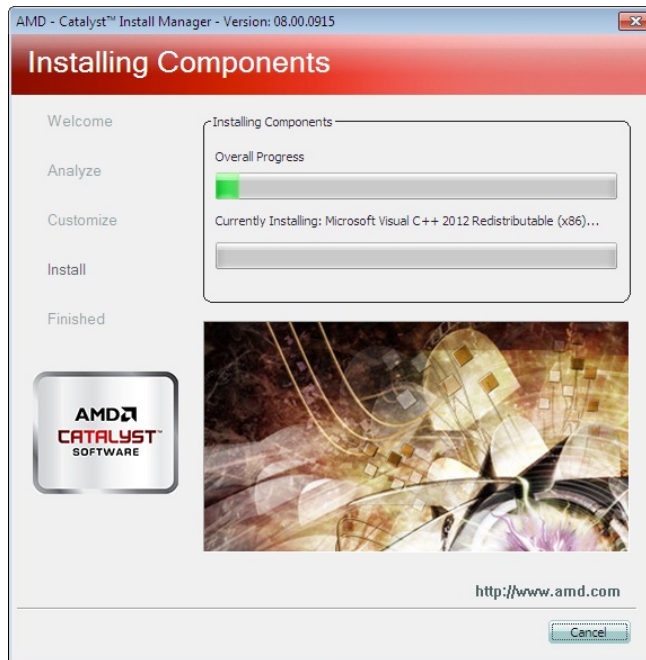 AMD - Catalyst™ Install Manager - Version: 08.00.0915
Installing Components
Welcome
Analyze
Customize
Install
Finished
Installing Components
Overall Progress
Currently Installing: Microsoft Visual C++ 2012 Redistributable (x86)...
AMD
CATALYST™
SOFTWARE
http://www.amd.com
Cancel